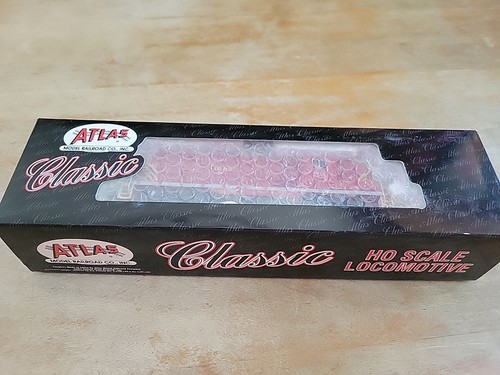 ATLAS
MODEL RAILROAD CO., INC.
Classic
ATLAS
MODEL RAILROAD CO., INC.
Classic
HO SCALE
LOCOMOTIVE